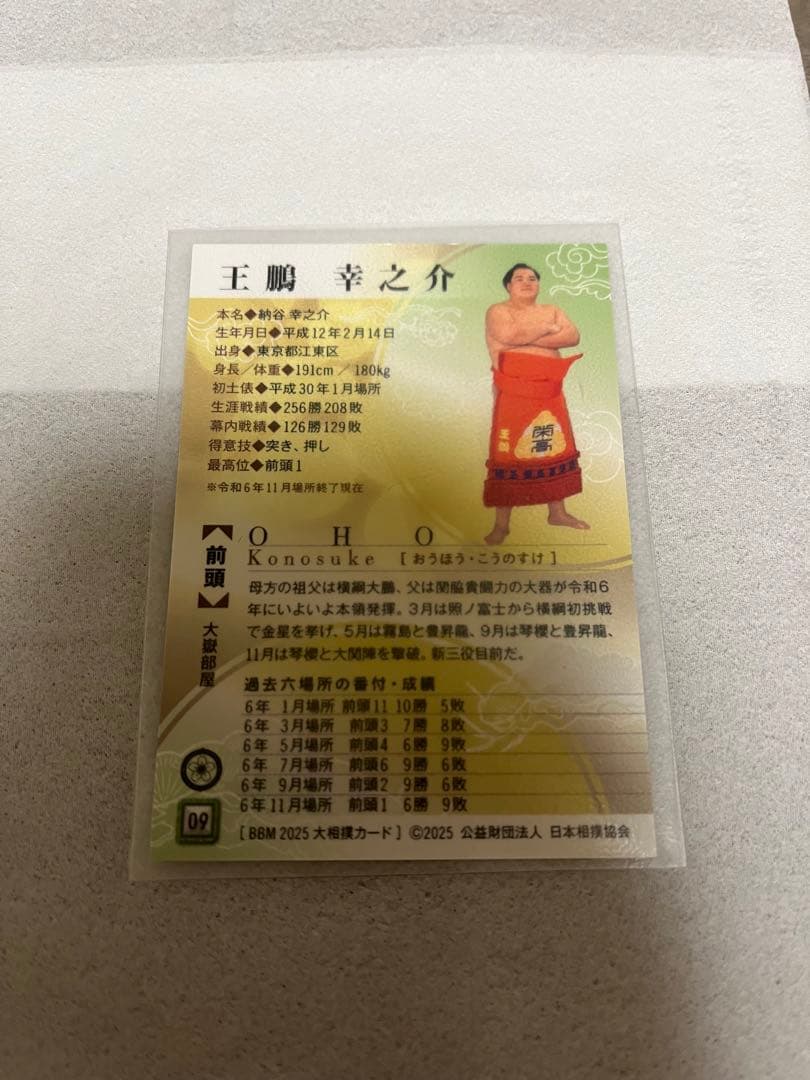 王鵬 幸之介
本名◆納谷 幸之介
生年月日◆平成12年2月14日
出身◆東京都江東区
身長／体重◆191cm ／ 180kg
初土俵◆平成30年1月場所
生涯戦績◆256勝208敗
幕内戦績◆126勝129敗
得意技◆突き、押し
最高位◆前頭1
※令和6年11月場所終了現在
栄高
王鵬
前頭
大嶽部屋
OHO
Konosuke [ おうほう・こうのすけ ]
母方の祖父は横綱大鵬、父は関脇貴闘力の大器が令和6
年にいよいよ本領発揮。3月は照ノ富士から横綱初挑戦
で金星を挙げ、5月は霧島と豊昇龍、9月は琴櫻と豊昇龍、
11月は琴櫻と大関陣を撃破。新三役目前だ。
過去六場所の番付・成績
6年 1月場所 前頭11 10勝 5敗
6年 3月場所 前頭3 7勝 8敗
6年 5月場所 前頭4 6勝 9敗
6年 7月場所 前頭6 9勝 6敗
6年 9月場所 前頭2 9勝 6敗
6年11月場所 前頭1 6勝 9敗
09
[ BBM 2025 大相撲カード ] ©2025 公益財団法人 日本相撲協会